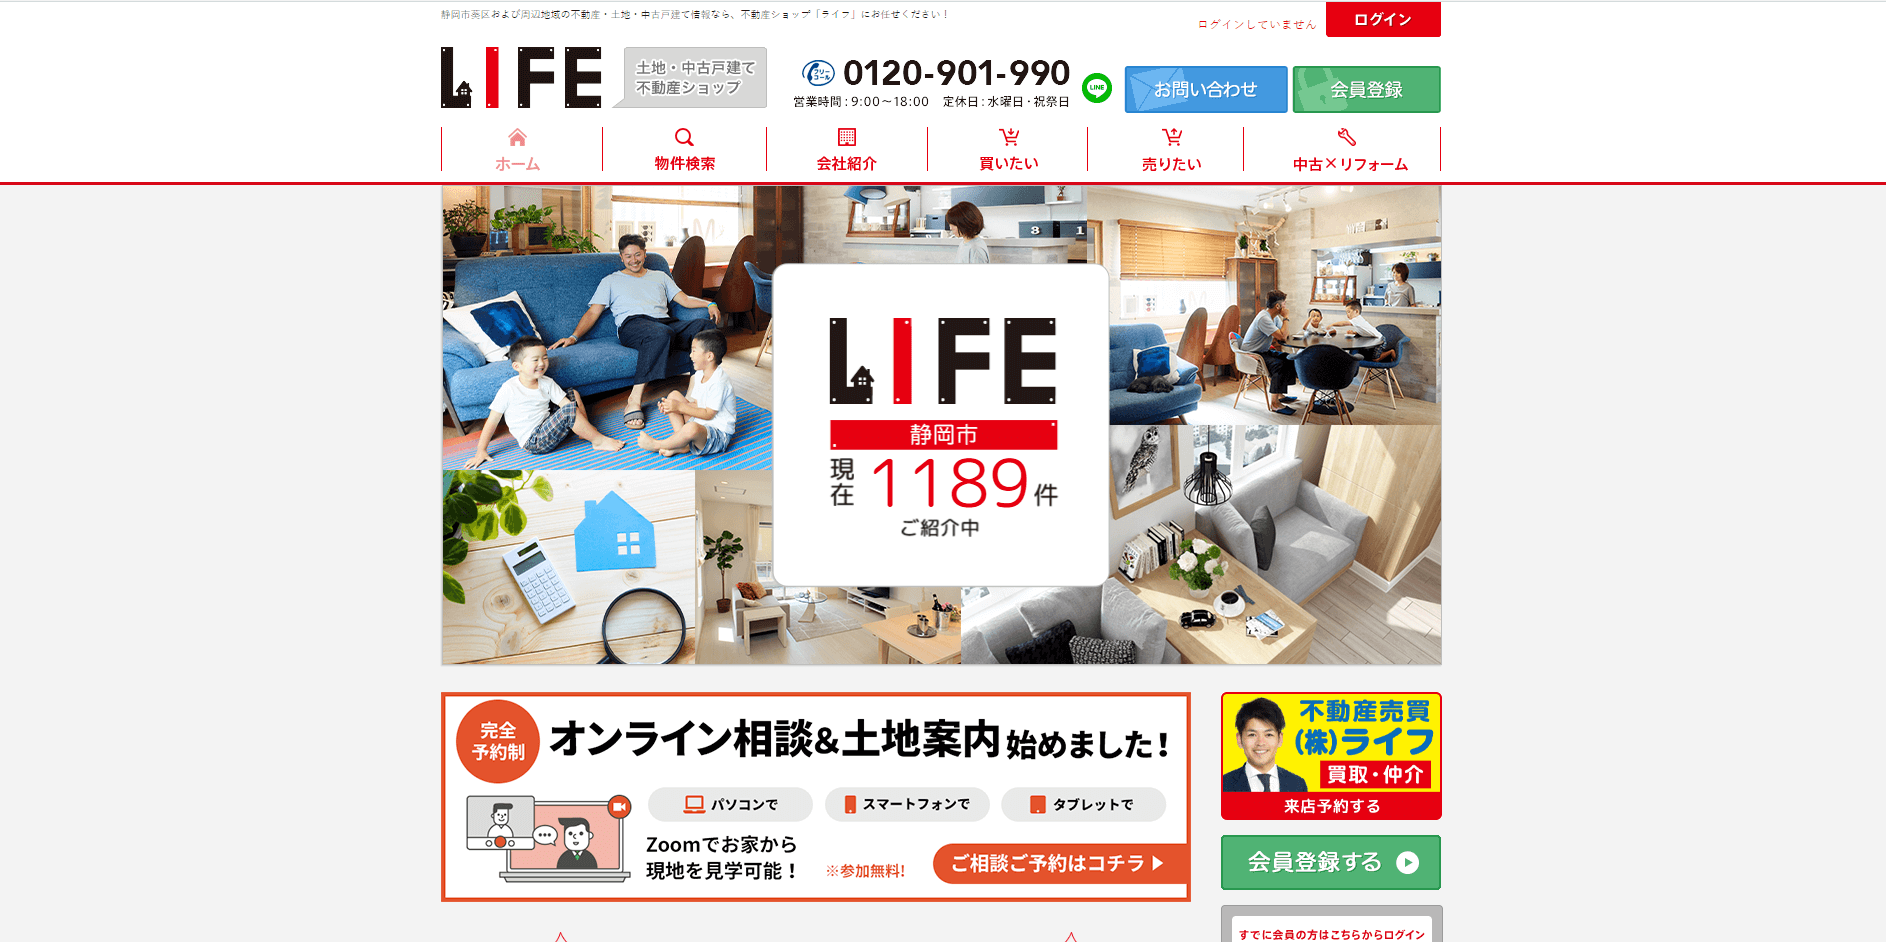 静岡市葵区および周辺地域の不動産・土地・中古戸建て情報なら、不動産ショップ「ライフ」にお任せください！
ログインしていません
ログイン
LIFE
土地・中古戸建て
不動産ショップ
フリーコール
0120-901-990
営業時間：9:00～18:00　定休日：水曜日・祝祭日
LINE
お問い合わせ
会員登録
ホーム
物件検索
会社紹介
買いたい
売りたい
中古×リフォーム
8 1
LIFE
静岡市
現在 1189 件
ご紹介中
完全
予約制
オンライン相談&土地案内 始めました！
パソコンで
スマートフォンで
タブレットで
Zoomでお家から
現地を見学可能！
※参加無料!
ご相談ご予約はコチラ
不動産売買
(株)ライフ
買取・仲介
来店予約する
会員登録する
すでに会員の方はこちらからログイン